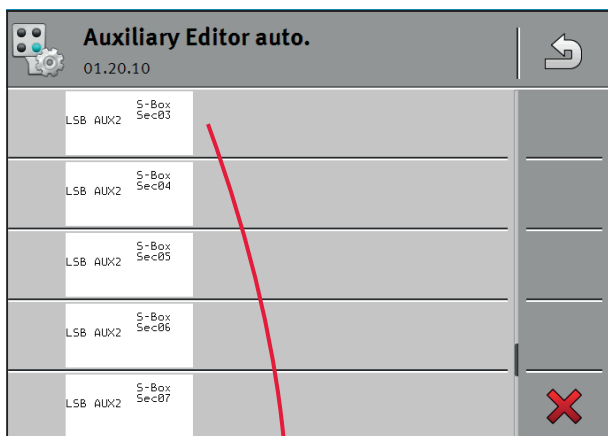 Auxiliary Editor auto.
01.20.10
LSB AUX2 S-Box
Sec03
LSB AUX2 S-Box
Sec04
LSB AUX2 S-Box
Sec05
LSB AUX2 S-Box
Sec06
LSB AUX2 S-Box
Sec07